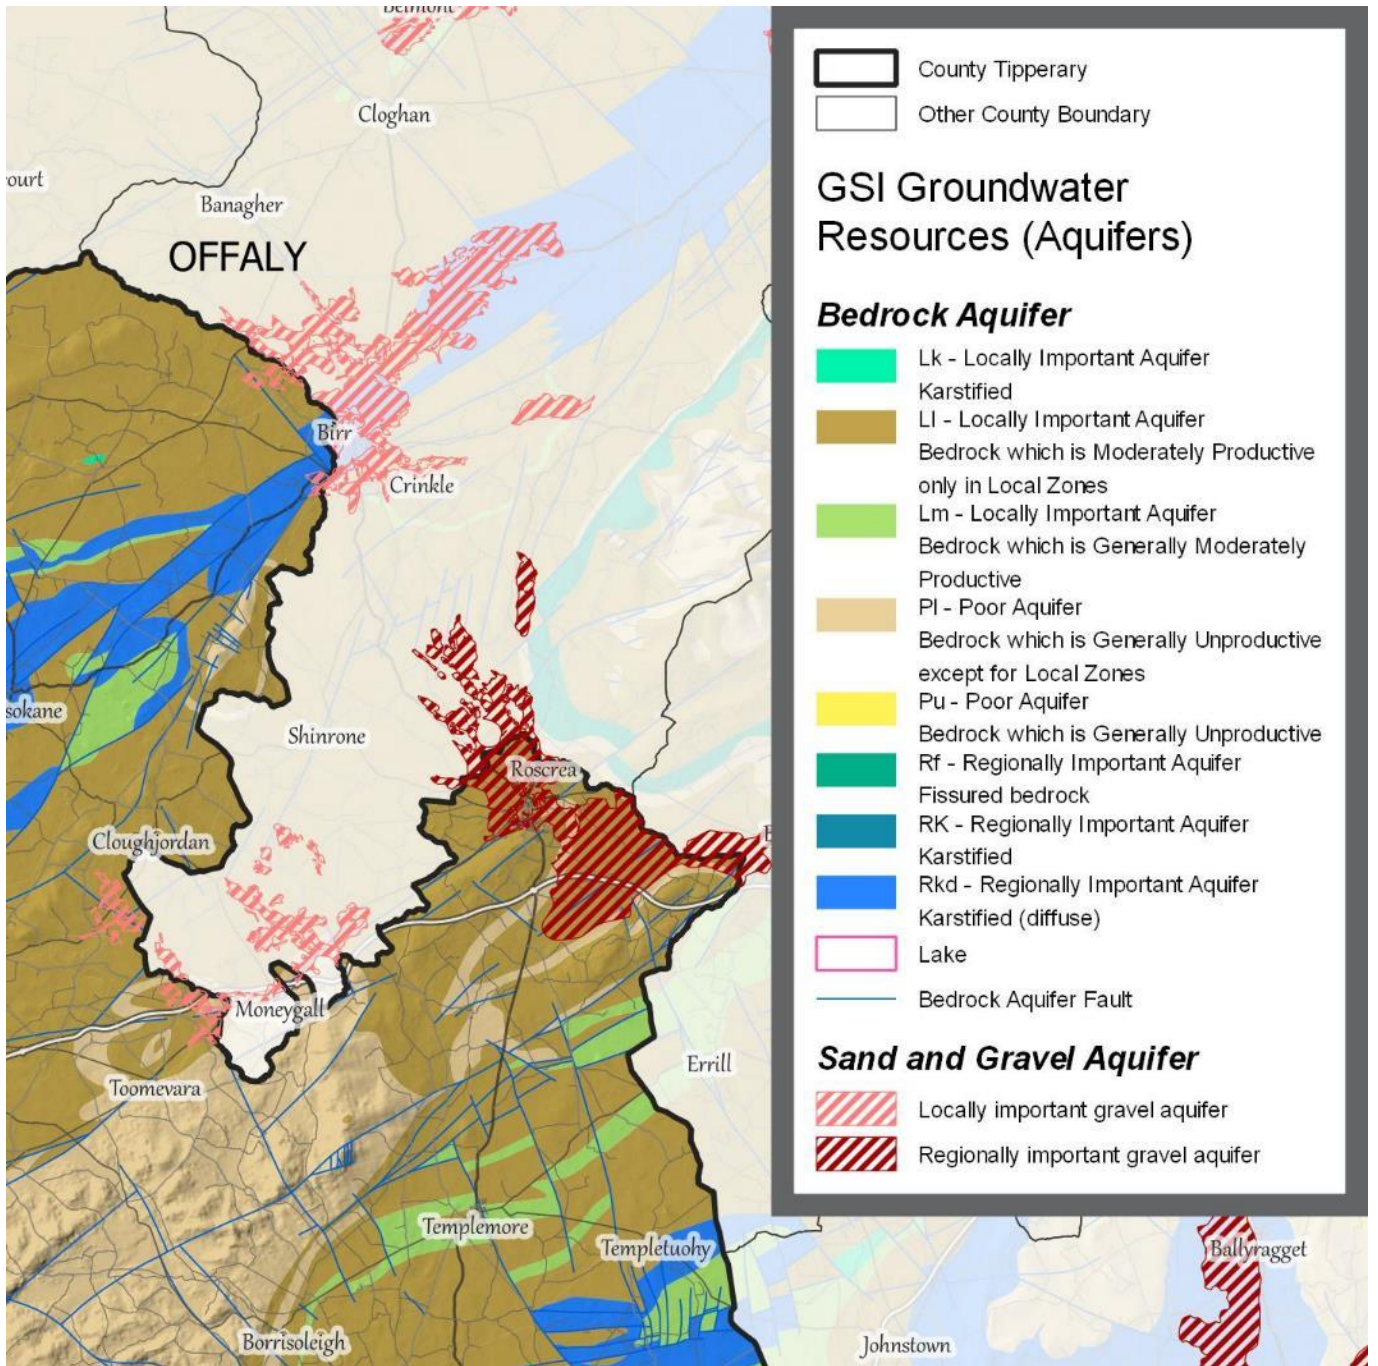 Belmont
Cloghan
court
Banagher
OFFALY
Birr
Crinkle
sokane
Shinrone
Roscrea
Cloughjordan
Moneygall
Toomevara
Errill
Templemore
Templetuohy
Borrisoleigh
Johnstown
Ballyragget
County Tipperary
Other County Boundary
GSI Groundwater
Resources (Aquifers)
Bedrock Aquifer
Lk - Locally Important Aquifer
Karstified
Ll - Locally Important Aquifer
Bedrock which is Moderately Productive
only in Local Zones
Lm - Locally Important Aquifer
Bedrock which is Generally Moderately
Productive
Pl - Poor Aquifer
Bedrock which is Generally Unproductive
except for Local Zones
Pu - Poor Aquifer
Bedrock which is Generally Unproductive
Rf - Regionally Important Aquifer
Fissured bedrock
RK - Regionally Important Aquifer
Karstified
Rkd - Regionally Important Aquifer
Karstified (diffuse)
Lake
Bedrock Aquifer Fault
Sand and Gravel Aquifer
Locally important gravel aquifer
Regionally important gravel aquifer